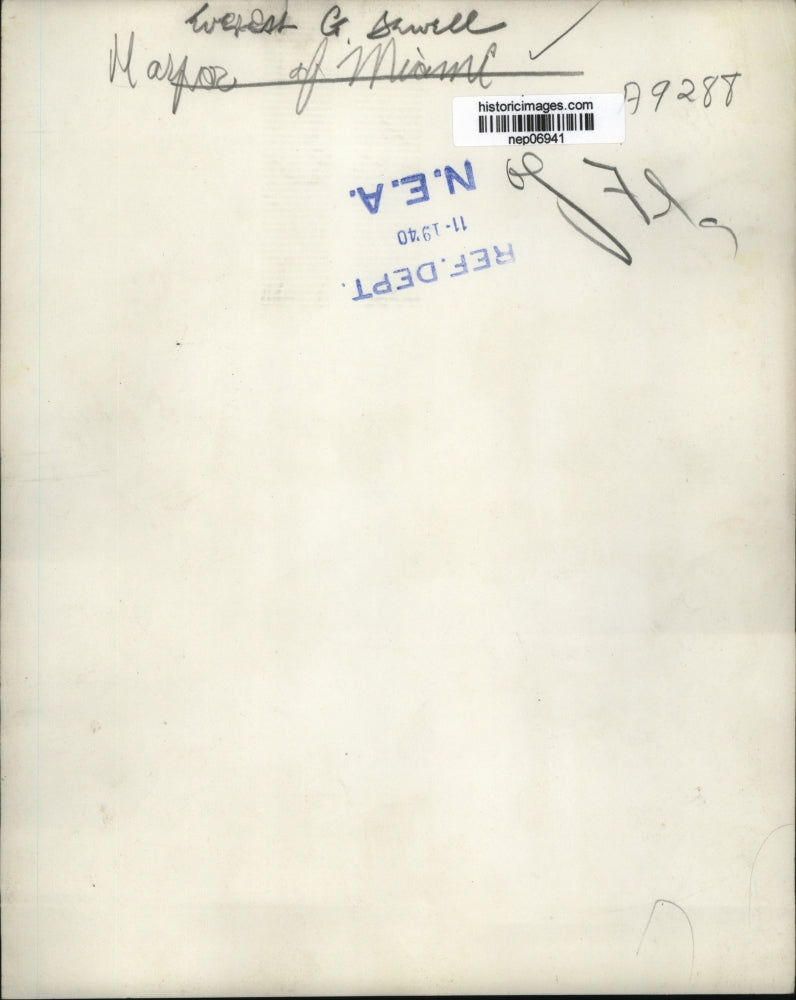 Everest G. Sewell
Mayor of Miami
A9288
historicimages.com
nep06941
N.E.A.
11-1940
REF. DEPT.